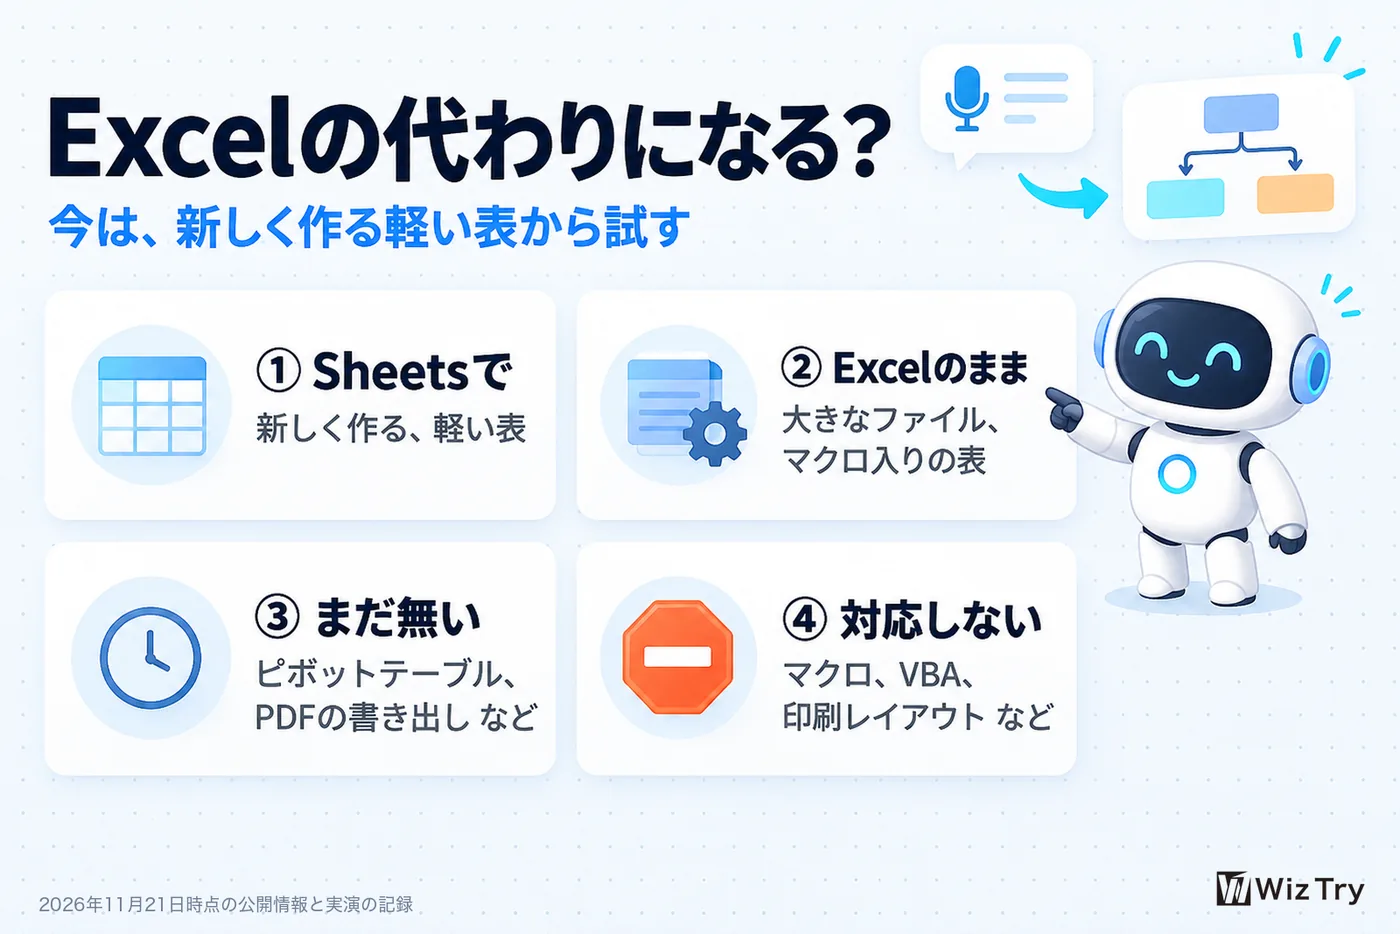 Excelの代わりになる?
今は、新しく作る軽い表から試す
① Sheetsで
新しく作る、軽い表
② Excelのまま
大きなファイル、
マクロ入りの表
③ まだ無い
ピボットテーブル、
PDFの書き出し など
④ 対応しない
マクロ、VBA、
印刷レイアウト など
2026年11月21日時点の公開情報と実演の記録
Wiz Try